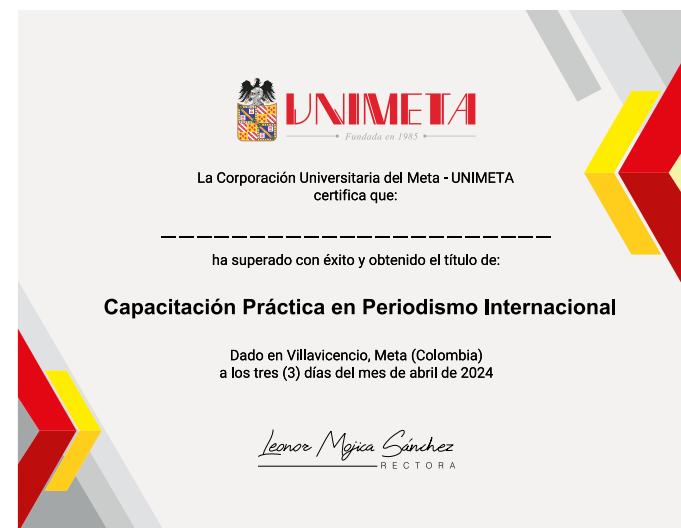 UNIMETA
Fundada en 1985
La Corporación Universitaria del Meta - UNIMETA
certifica que:
ha superado con éxito y obtenido el título de:
Capacitación Práctica en Periodismo Internacional
Dado en Villavicencio, Meta (Colombia)
a los tres (3) días del mes de abril de 2024
Leonor Mojica Sánchez
RECTORA